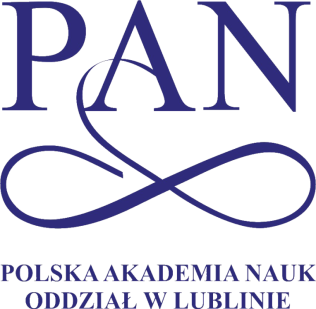 PAN
POLSKA AKADEMIA NAUK
ODDZIAŁ W LUBLINIE